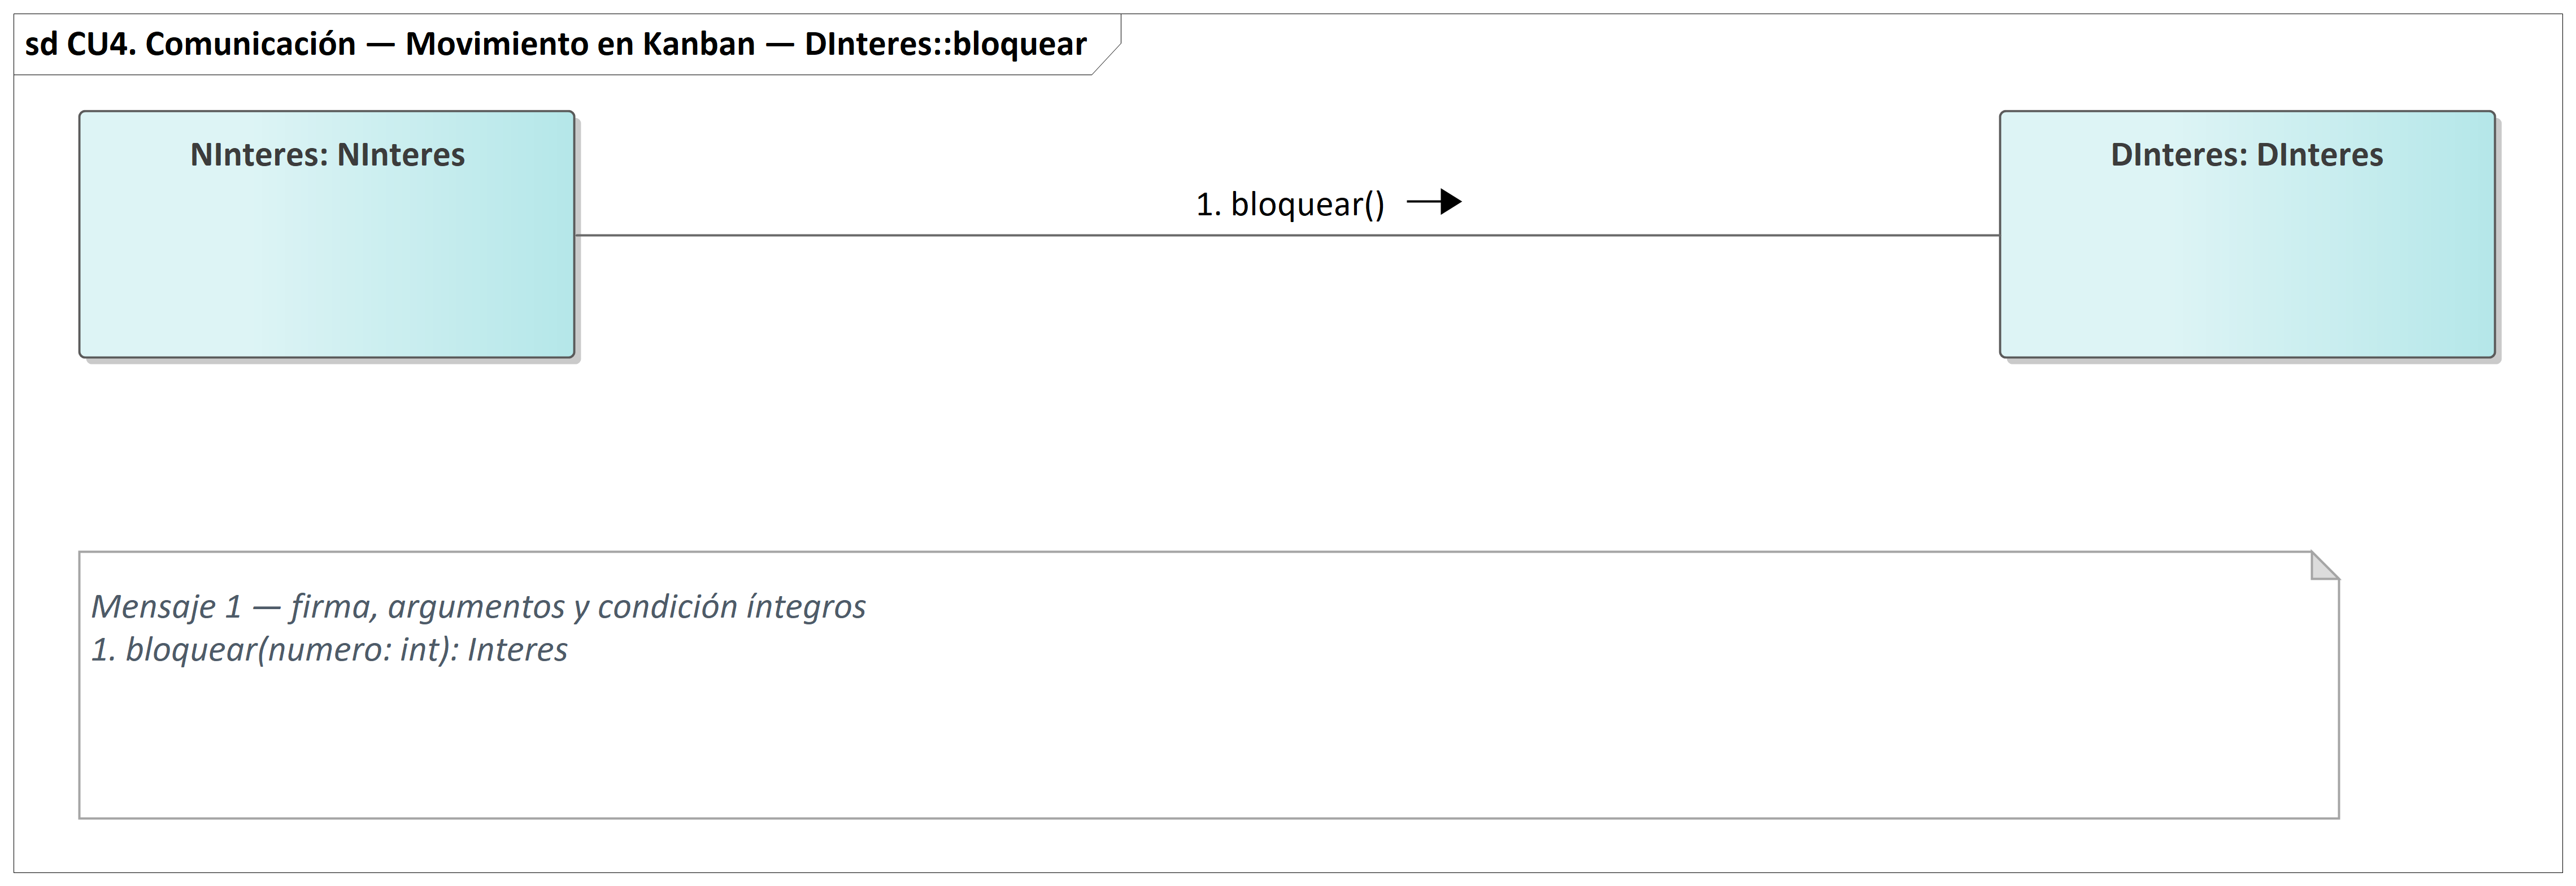 sd CU4. Comunicación — Movimiento en Kanban — DInteres::bloquear
NInteres: NInteres
DInteres: DInteres
1. bloquear()
Mensaje 1 — firma, argumentos y condición íntegros
1. bloquear(numero: int): Interes